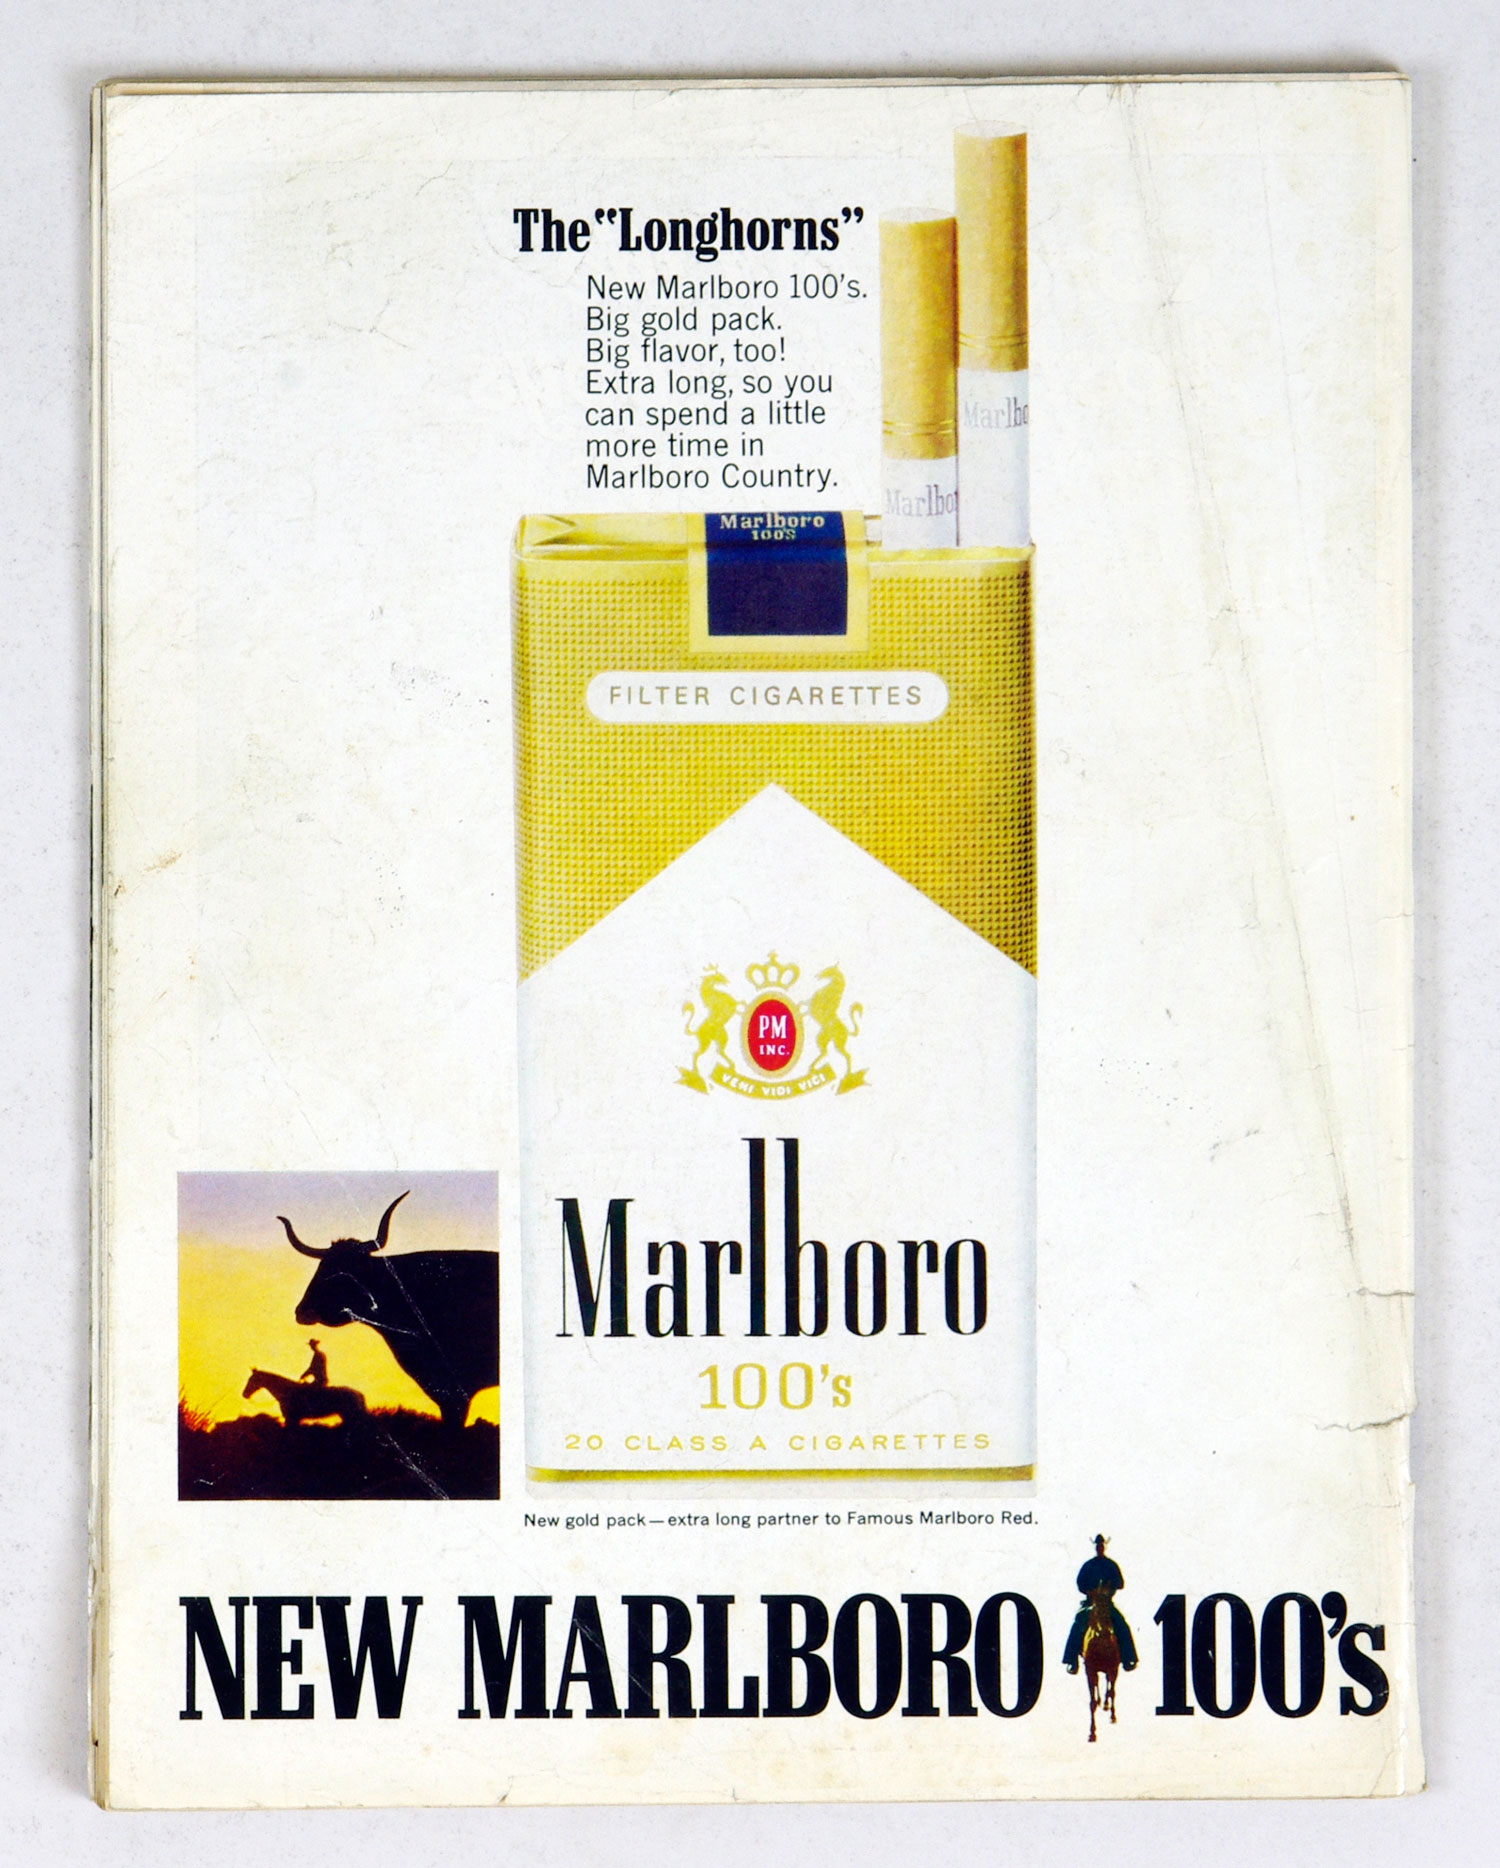 The “Longhorns”
New Marlboro 100's.
Big gold pack.
Big flavor, too!
Extra long, so you
can spend a little
more time in
Marlboro Country.
Marlbo
Marlbo
Marlboro
100's
FILTER CIGARETTES
PM
INC.
VENI VIDI VICI
Marlboro
100's
20 CLASS A CIGARETTES
New gold pack—extra long partner to Famous Marlboro Red.
NEW MARLBORO 100's